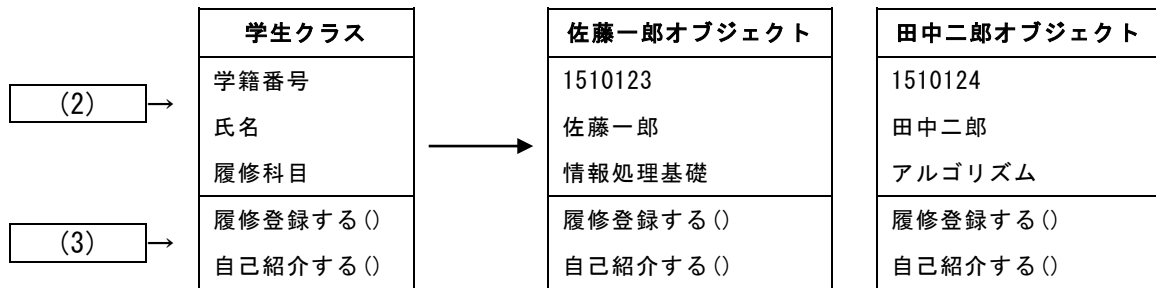 学生クラス
佐藤一郎オブジェクト
田中二郎オブジェクト
(2)
→
学籍番号
氏名
履修科目
1510123
佐藤一郎
情報処理基礎
1510124
田中二郎
アルゴリズム
(3)
→
履修登録する()
自己紹介する()
履修登録する()
自己紹介する()
履修登録する()
自己紹介する()